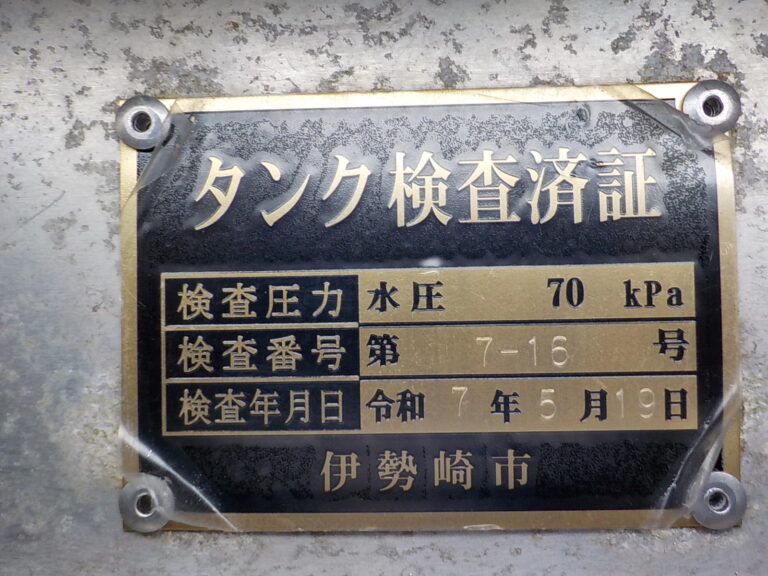 タンク検査済証
検査圧力 水圧 70 kPa
検査番号 第 7-16 号
検査年月日 令和 7 年 5 月 19 日
伊勢崎市